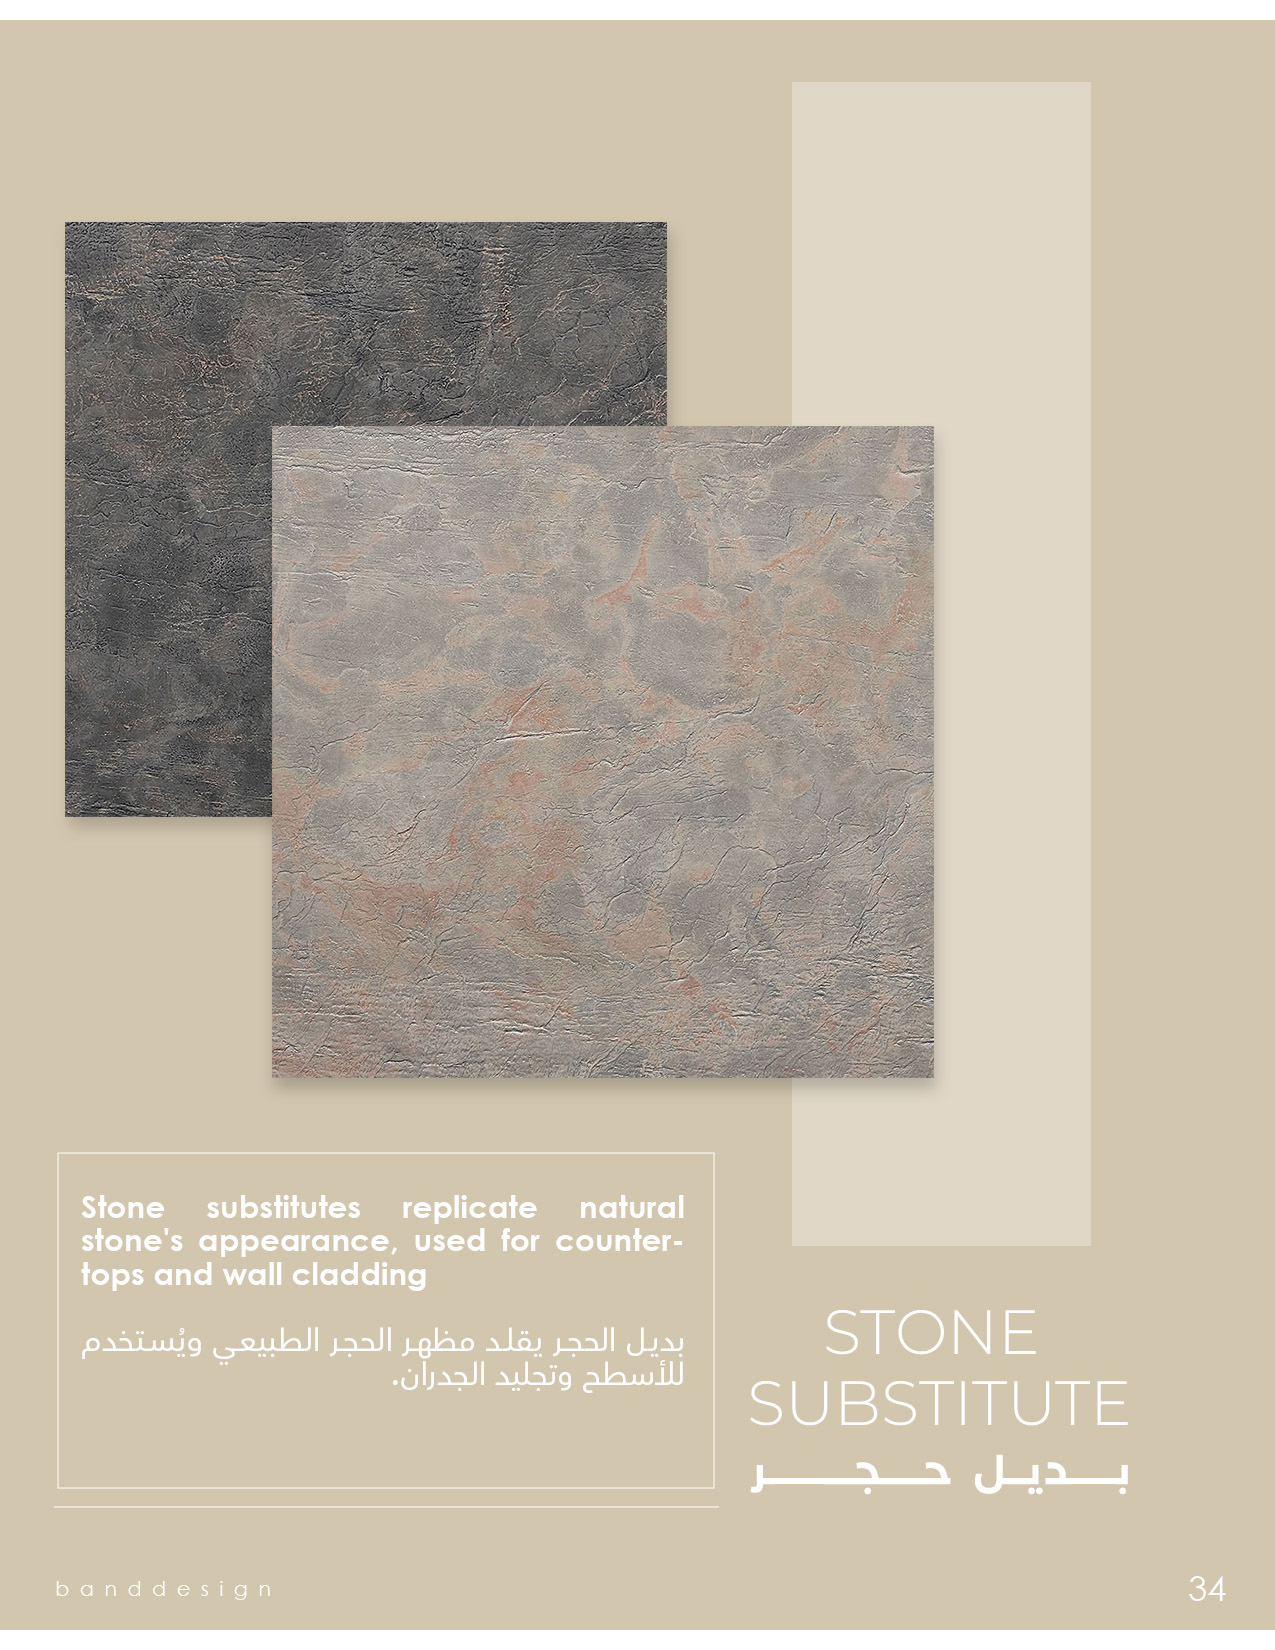 Stone substitutes replicate natural
stone's appearance, used for counter-
tops and wall cladding
بديل الحجر يقلد مظهر الحجر الطبيعي ويُستخدم
للأسطح وتجليد الجدران.
STONE
SUBSTITUTE
بـــديـل حـــجـــــر
banddesign
34